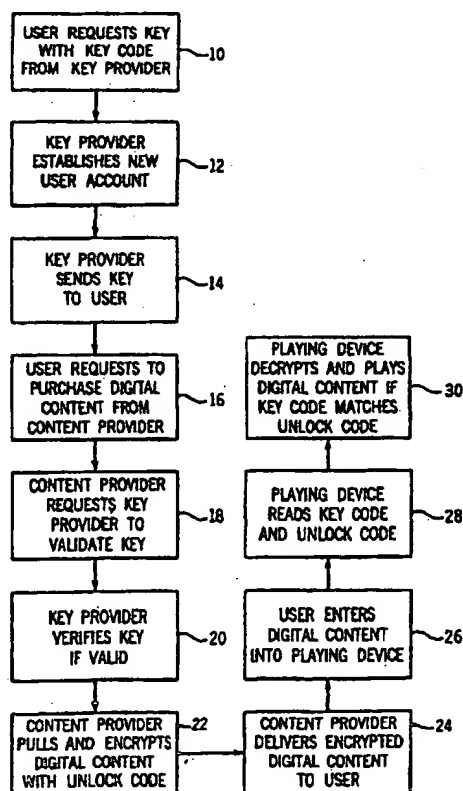 USER REQUESTS KEY
WITH KEY CODE
FROM KEY PROVIDER
10
KEY PROVIDER
ESTABLISHES NEW
USER ACCOUNT
12
KEY PROVIDER
SENDS KEY
TO USER
14
USER REQUESTS TO
PURCHASE DIGITAL
CONTENT FROM
CONTENT PROVIDER
16
CONTENT PROVIDER
REQUESTS KEY
PROVIDER TO
VALIDATE KEY
18
KEY PROVIDER
VERIFIES KEY
IF VALID
20
CONTENT PROVIDER
PULLS AND ENCRYPTS
DIGITAL CONTENT
WITH UNLOCK CODE
22
CONTENT PROVIDER
DELIVERS ENCRYPTED
DIGITAL CONTENT
TO USER
24
USER ENTERS
DIGITAL CONTENT
INTO PLAYING DEVICE
26
PLAYING DEVICE
READS KEY CODE
AND UNLOCK CODE
28
PLAYING DEVICE
DECRYPTS AND PLAYS
DIGITAL CONTENT IF
KEY CODE MATCHES
UNLOCK CODE
30